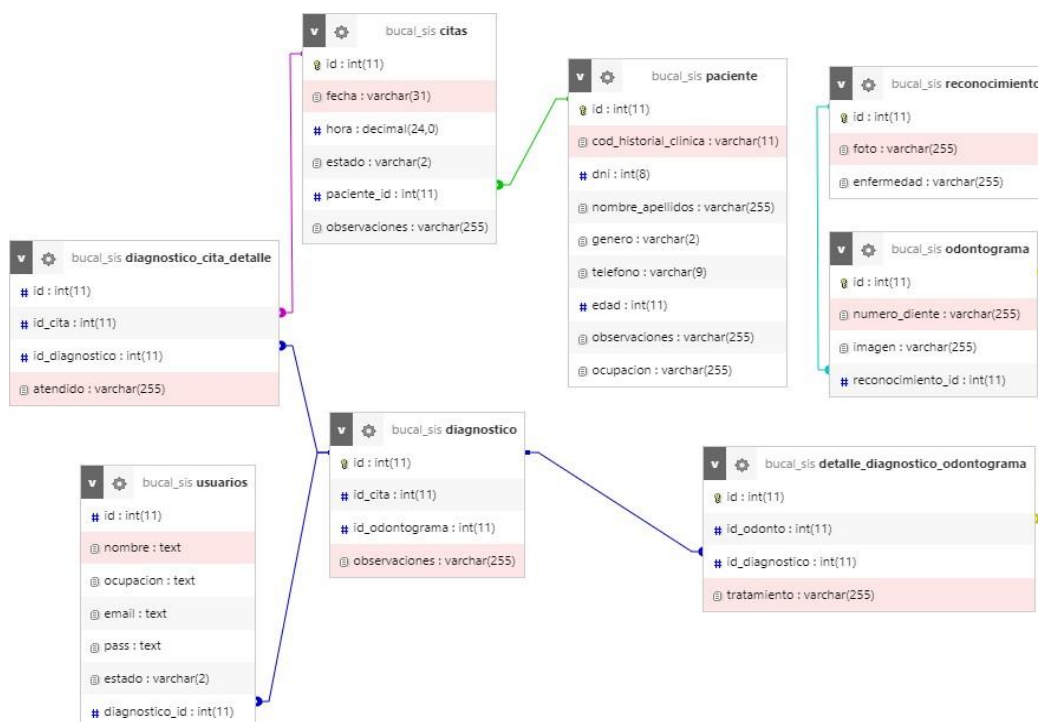 v bucal_sis citas
id : int(11)
fecha : varchar(31)
# hora : decimal(24,0)
estado : varchar(2)
# paciente_id : int(11)
observaciones : varchar(255)
v bucal_sis paciente
id : int(11)
cod_historial_clinica : varchar(11)
# dni : int(8)
nombre_apellidos : varchar(255)
genero : varchar(2)
telefono : varchar(9)
# edad : int(11)
observaciones : varchar(255)
ocupacion : varchar(255)
v bucal_sis reconocimiento
id : int(11)
foto : varchar(255)
enfermedad : varchar(255)
v bucal_sis odontograma
id : int(11)
numero_diente : varchar(255)
imagen : varchar(255)
# reconocimiento_id : int(11)
v bucal_sis diagnostico_cita_detalle
# id : int(11)
# id_cita : int(11)
# id_diagnostico : int(11)
atendido : varchar(255)
v bucal_sis diagnostico
id : int(11)
# id_cita : int(11)
# id_odontograma : int(11)
observaciones : varchar(255)
v bucal_sis detalle_diagnostico_odontograma
id : int(11)
# id_odonto : int(11)
# id_diagnostico : int(11)
tratamiento : varchar(255)
v bucal_sis usuarios
# id : int(11)
nombre : text
ocupacion : text
email : text
pass : text
estado : varchar(2)
# diagnostico_id : int(11)